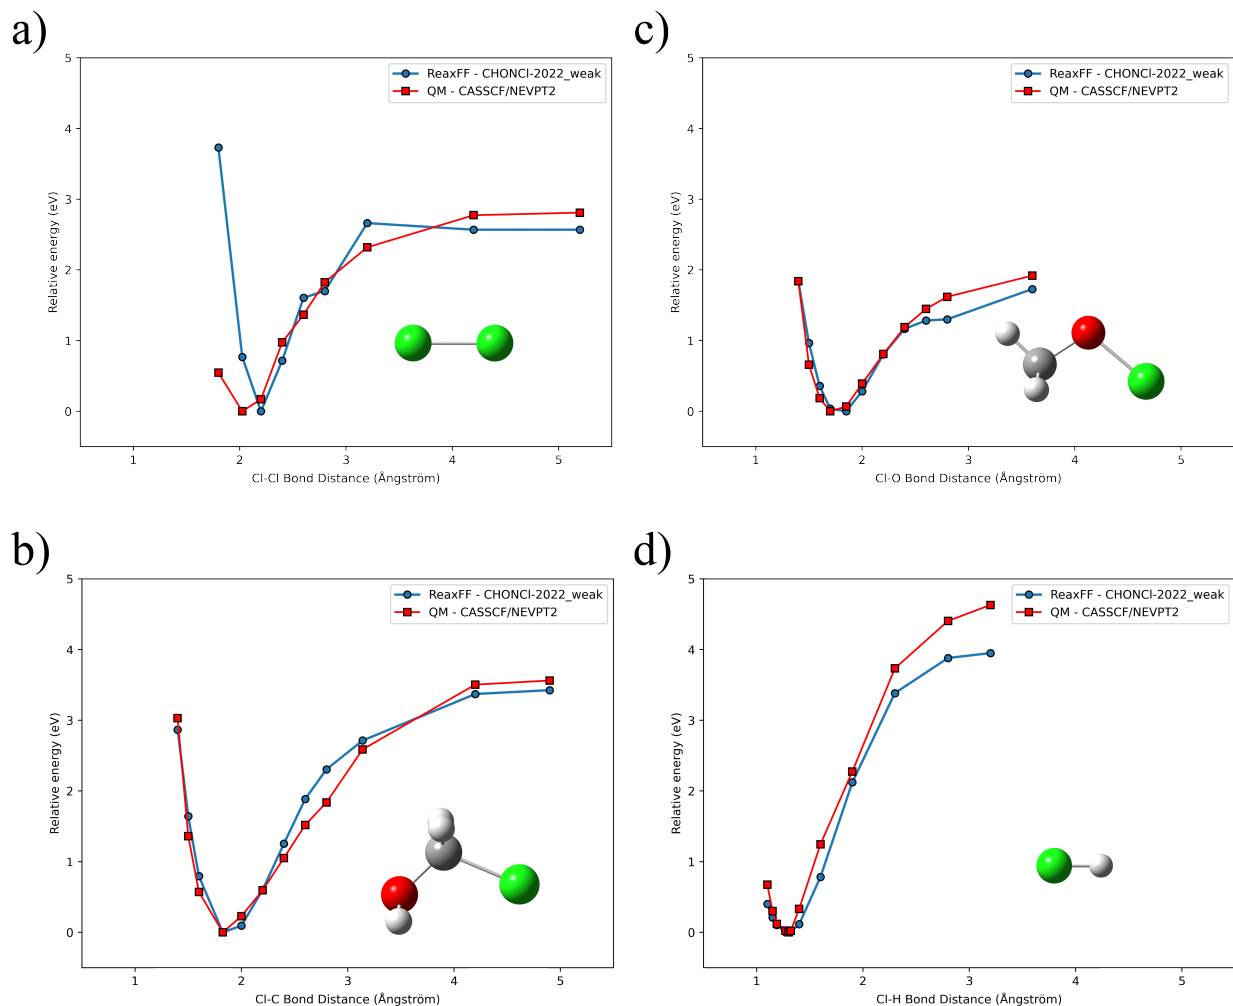 a)
5
4
3
2
1
0
Relative energy (eV)
1 2 3 4 5
Cl-Cl Bond Distance (Ångström)
ReaxFF - CHONCl-2022_weak
QM - CASSCF/NEVPT2
c)
5
4
3
2
1
0
Relative energy (eV)
1 2 3 4 5
Cl-O Bond Distance (Ångström)
ReaxFF - CHONCl-2022_weak
QM - CASSCF/NEVPT2
b)
5
4
3
2
1
0
Relative energy (eV)
1 2 3 4 5
Cl-C Bond Distance (Ångström)
ReaxFF - CHONCl-2022_weak
QM - CASSCF/NEVPT2
d)
5
4
3
2
1
0
Relative energy (eV)
1 2 3 4 5
Cl-H Bond Distance (Ångström)
ReaxFF - CHONCl-2022_weak
QM - CASSCF/NEVPT2